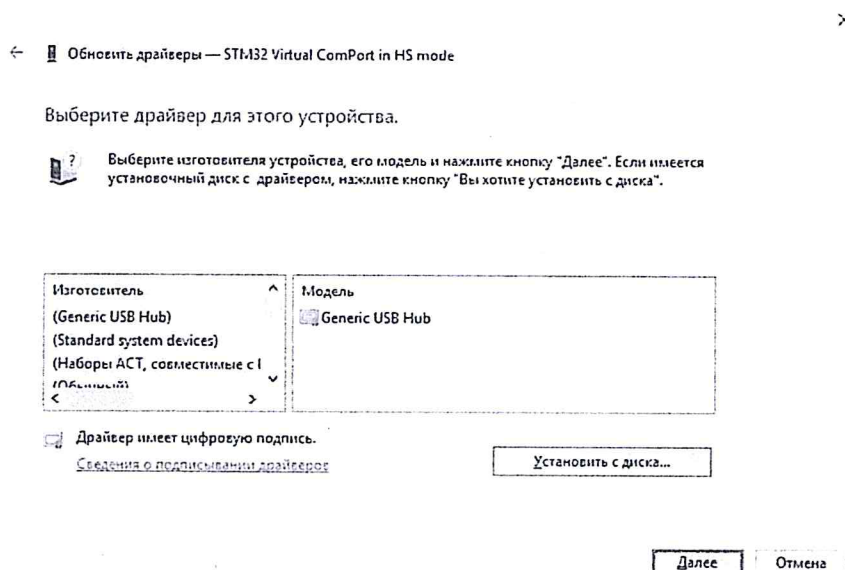 Обновить драйверы — STM32 Virtual ComPort in HS mode
Выберите драйвер для этого устройства.
Выберите изготовителя устройства, его модель и нажмите кнопку "Далее". Если имеется
установочный диск с драйвером, нажмите кнопку "Вы хотите установить с диска".
Изготовитель
(Generic USB Hub)
(Standard system devices)
(Наборы ACT, совместимые с
(Обычный)
Модель
Generic USB Hub
Драйвер имеет цифровую подпись.
Сведения о подписывании драйверов
Установить с диска...
Далее
Отмена